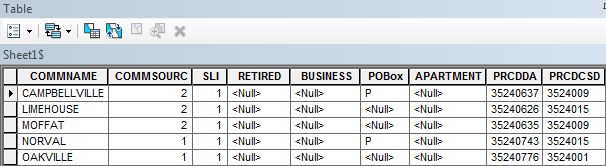 Table
Sheet1$
COMMNAME COMMSOURC SLI RETIRED BUSINESS POBox APARTMENT PRCDDA PRCDCSD
CAMPBELLVILLE 2 1 <Null> <Null> P <Null> 35240637 3524009
LIMEHOUSE 2 1 <Null> <Null> <Null> <Null> 35240626 3524015
MOFFAT 2 1 <Null> <Null> <Null> <Null> 35240635 3524009
NORVAL 1 1 <Null> <Null> P <Null> 35240743 3524015
OAKVILLE 1 1 <Null> <Null> <Null> <Null> 35240776 3524001